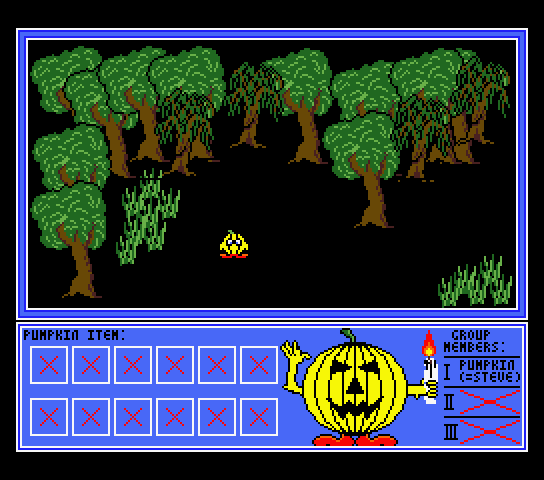 PUMPKIN ITEM:
GROUP
MEMBERS:
I PUMPKIN
(=STEVE)
II
III